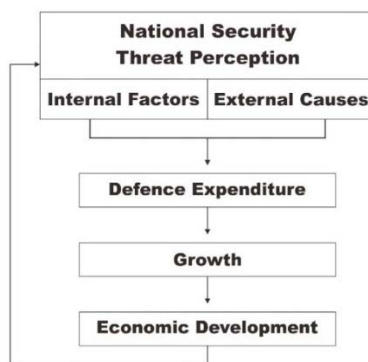 National Security
Threat Perception
Internal Factors
External Causes
Defence Expenditure
Growth
Economic Development